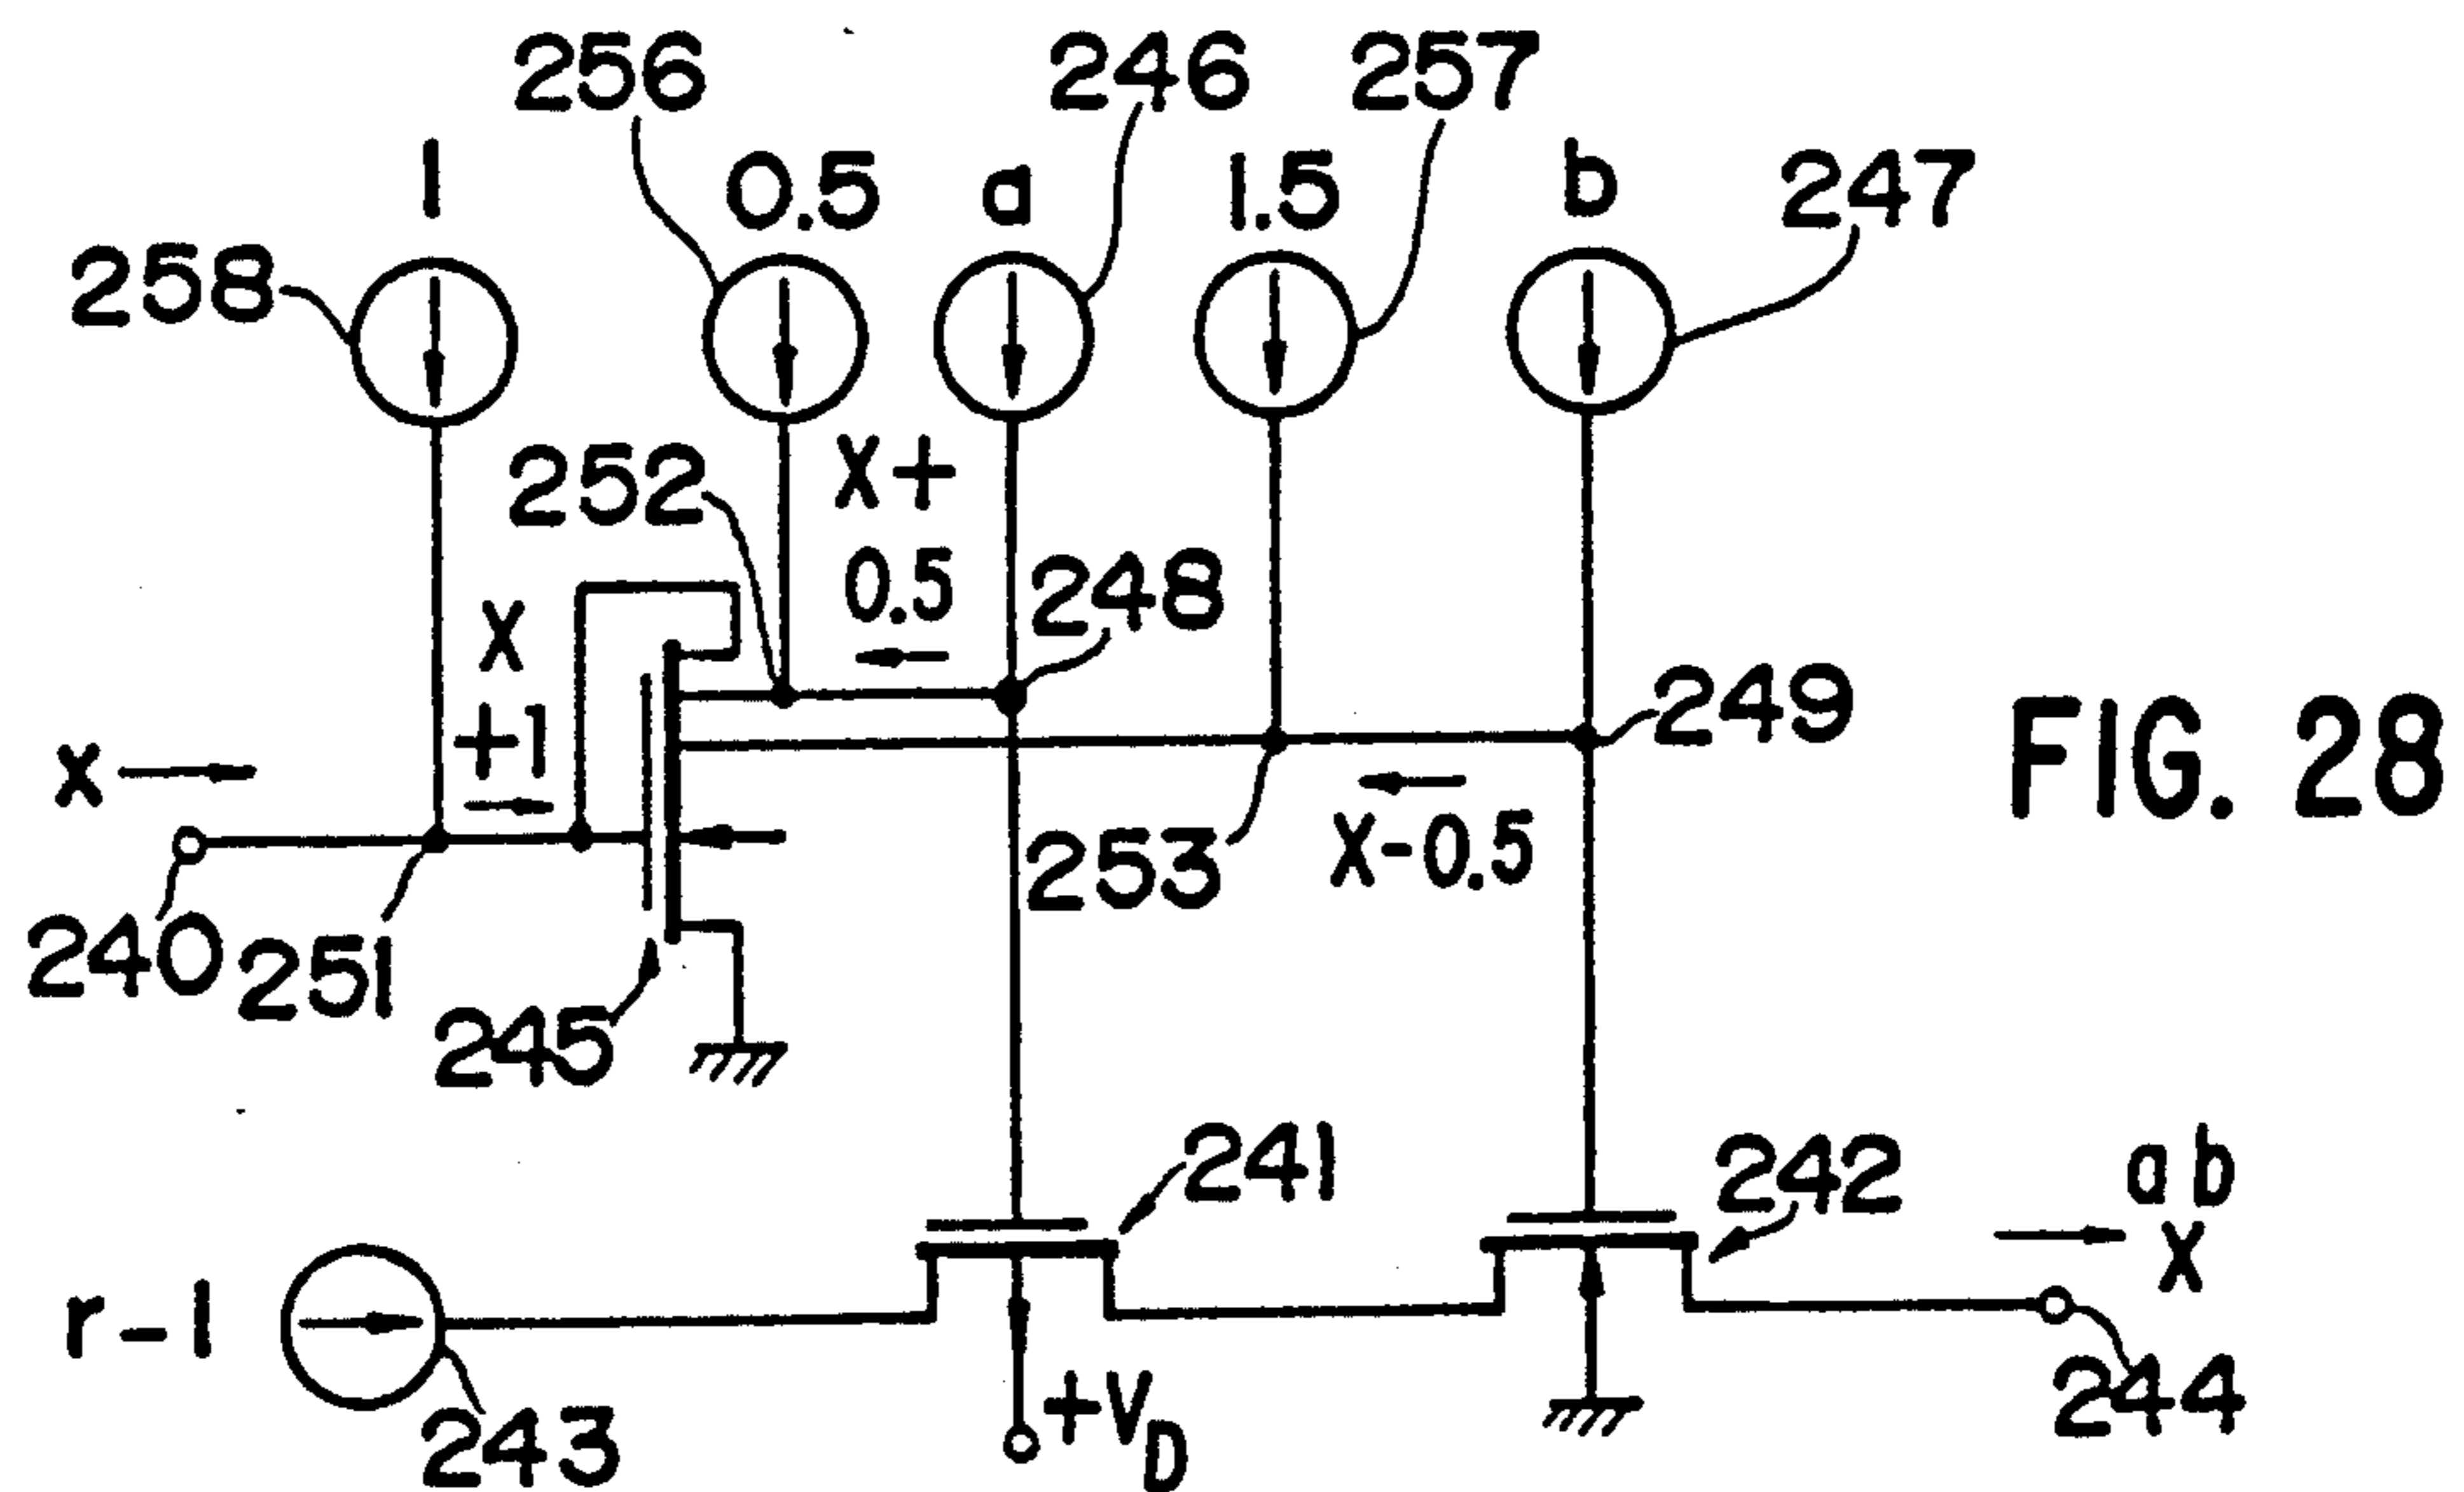 256 246 257
1 0.5 a 1.5 b 247
258
252 X+
0.5 248
X
+1 249
FIG. 28
x
253 X-0.5
240 251
245
241 242 ab
X
r-1
+VD 244
243